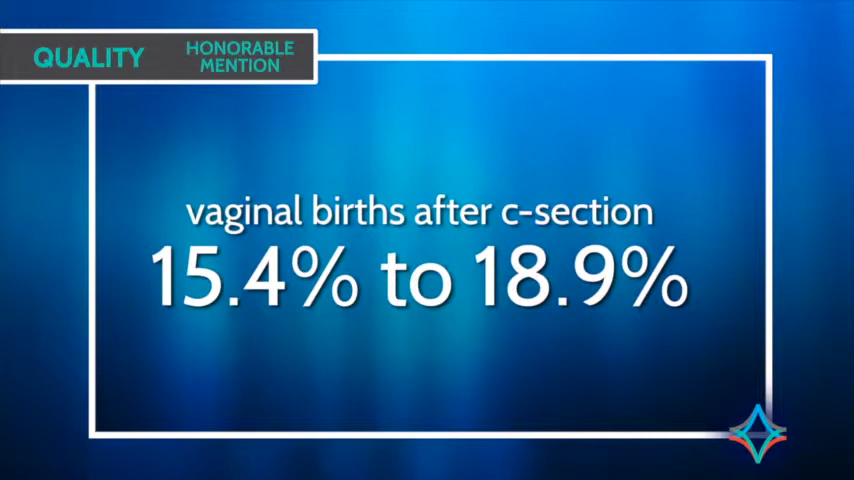 QUALITY
HONORABLE
MENTION
vaginal births after c-section
15.4% to 18.9%